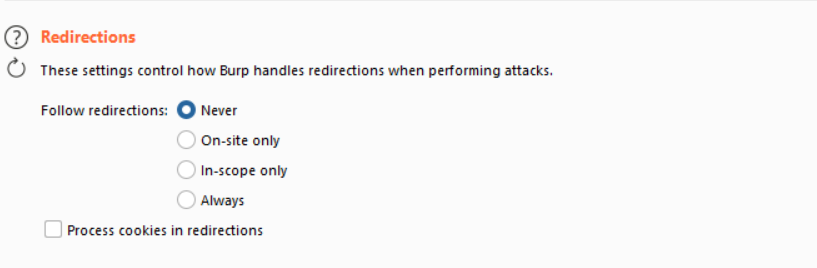 Redirections
These settings control how Burp handles redirections when performing attacks.
Follow redirections: Never
On-site only
In-scope only
Always
Process cookies in redirections